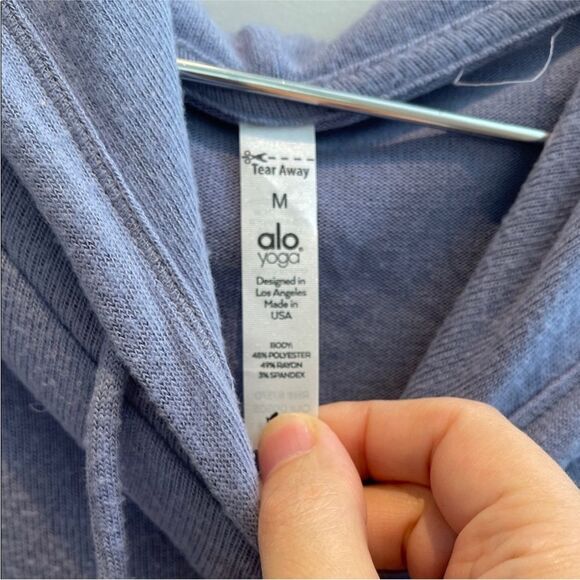 Tear Away
M
alo
yoga®
Designed in
Los Angeles
Made in
USA
BODY:
48% POLYESTER
49% RAYON
3% SPANDEX